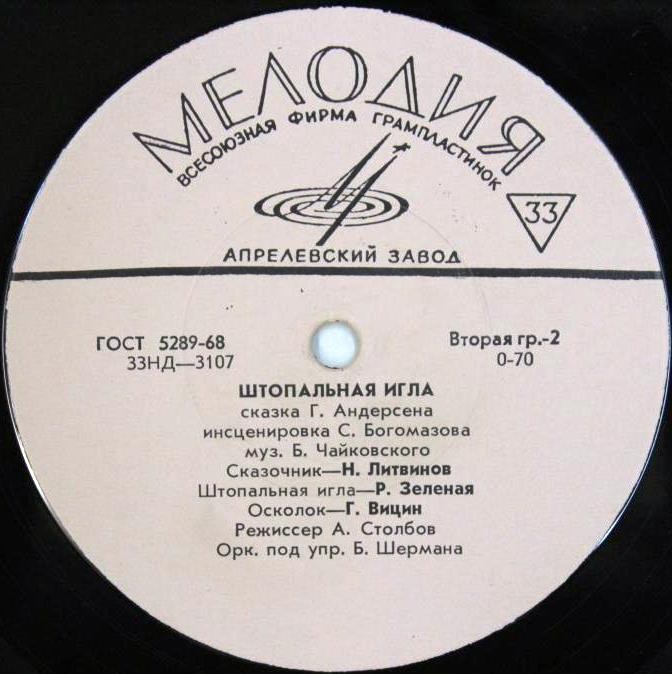 МЕЛОДИЯ
ВСЕСОЮЗНАЯ ФИРМА ГРАМПЛАСТИНОК
33
АПРЕЛЕВСКИЙ ЗАВОД
ГОСТ 5289-68
33НД—3107
Вторая гр.-2
0-70
ШТОПАЛЬНАЯ ИГЛА
сказка Г. Андерсена
инсценировка С. Богомазова
муз. Б. Чайковского
Сказочник—Н. Литвинов
Штопальная игла—Р. Зеленая
Осколок—Г. Вицин
Режиссер А. Столбов
Орк. под упр. Б. Шермана